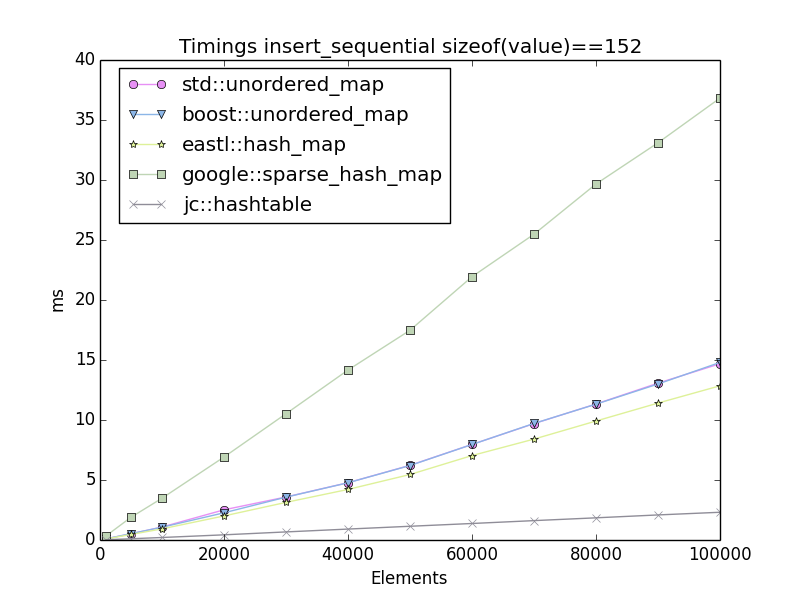 Timings insert_sequential sizeof(value)==152
40
35
30
25
20
15
10
5
0
ms
std::unordered_map
boost::unordered_map
eastl::hash_map
google::sparse_hash_map
jc::hashtable
0 20000 40000 60000 80000 100000
Elements